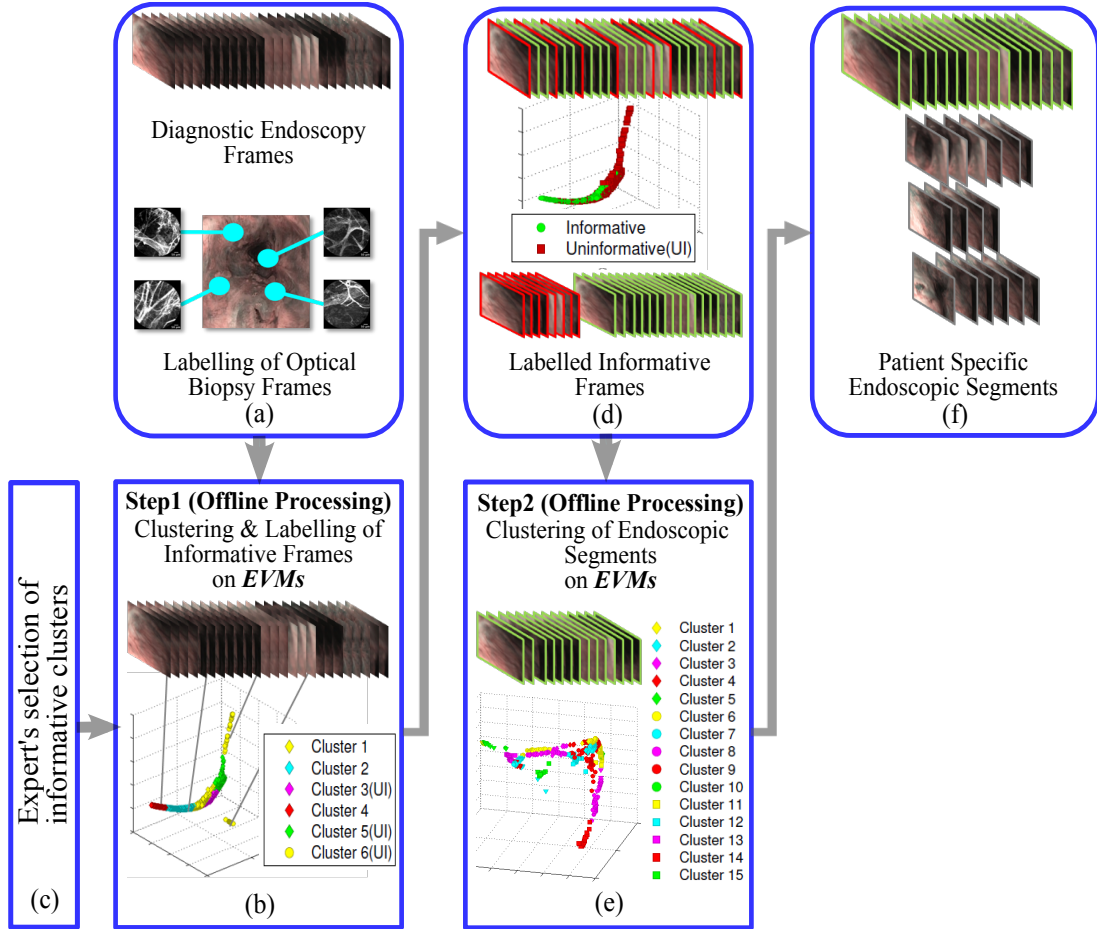 Diagnostic Endoscopy
Frames
Labelling of Optical
Biopsy Frames
(a)
Step1 (Offline Processing)
Clustering & Labelling of
Informative Frames
on EVMs
Cluster 1
Cluster 2
Cluster 3(UI)
Cluster 4
Cluster 5(UI)
Cluster 6(UI)
(b)
Expert's selection of
informative clusters
(c)
Informative
Uninformative(UI)
Labelled Informative
Frames
(d)
Step2 (Offline Processing)
Clustering of Endoscopic
Segments
on EVMs
Cluster 1
Cluster 2
Cluster 3
Cluster 4
Cluster 5
Cluster 6
Cluster 7
Cluster 8
Cluster 9
Cluster 10
Cluster 11
Cluster 12
Cluster 13
Cluster 14
Cluster 15
(e)
Patient Specific
Endoscopic Segments
(f)